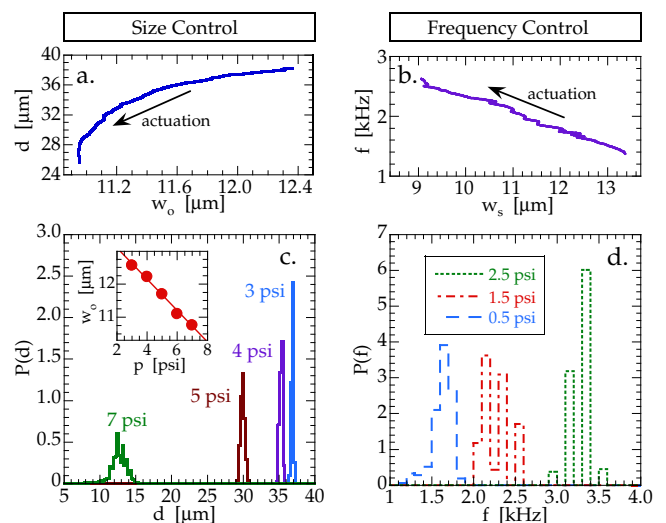 Size Control
Frequency Control
a.
d [μm]
40
36
32
28
24
actuation
11.2
11.6
12.0
12.4
w_o [μm]
b.
f [kHz]
4
3
2
1
actuation
9
10
11
12
13
w_s [μm]
c.
P(d)
3.0
2.5
2.0
1.5
1.0
0.5
0.0
w_o [μm]
12
11
2
4
6
8
p [psi]
3 psi
4 psi
5 psi
7 psi
5
10
15
20
25
30
35
40
d [μm]
d.
P(f)
7
6
5
4
3
2
1
0
2.5 psi
1.5 psi
0.5 psi
1.0
1.5
2.0
2.5
3.0
3.5
4.0
f [kHz]